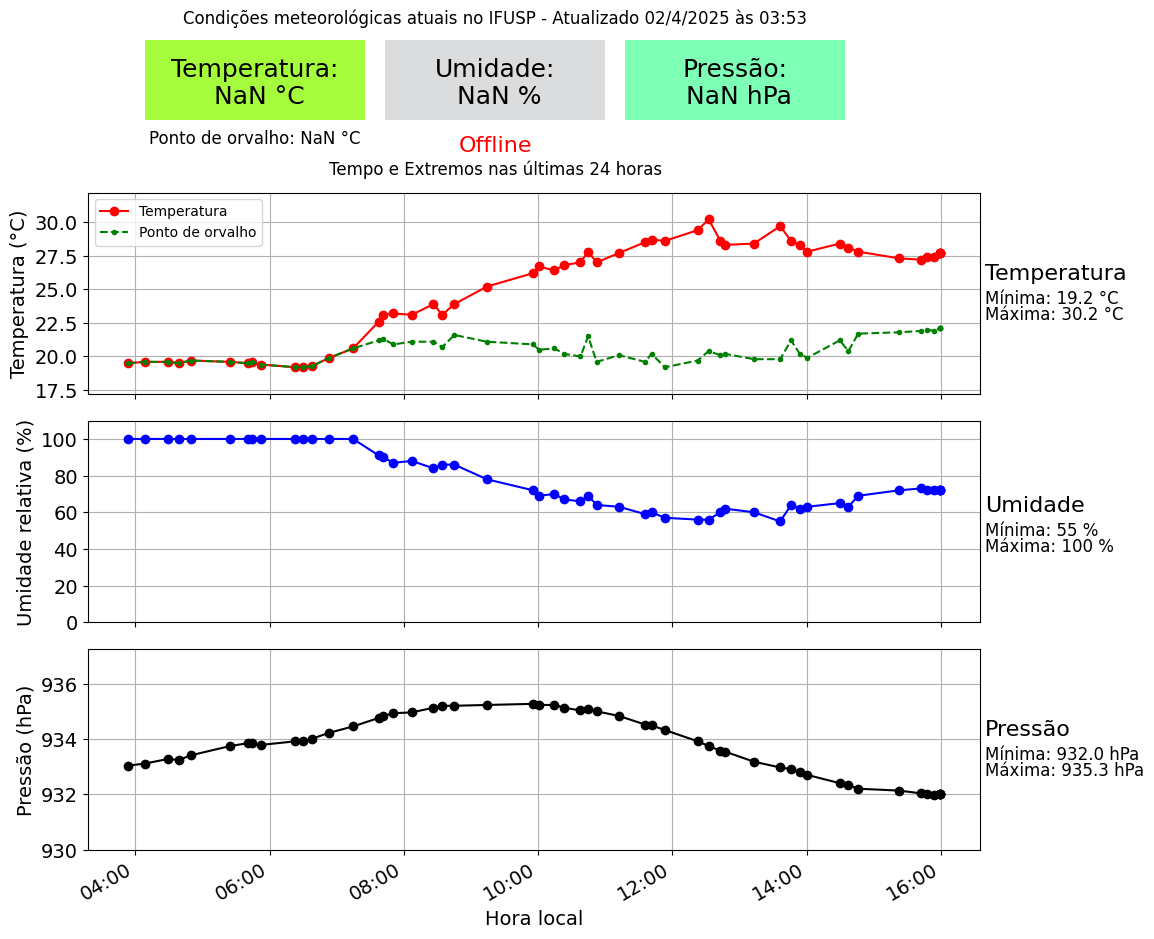 Condições meteorológicas atuais no IFUSP - Atualizado 02/4/2025 às 03:53
Temperatura:
NaN °C
Umidade:
NaN %
Pressão:
NaN hPa
Ponto de orvalho: NaN °C
Offline
Tempo e Extremos nas últimas 24 horas
Temperatura (°C)
30.0
27.5
25.0
22.5
20.0
17.5
Temperatura
Ponto de orvalho
Temperatura
Mínima: 19.2 °C
Máxima: 30.2 °C
Umidade relativa (%)
100
80
60
40
20
0
Umidade
Mínima: 55 %
Máxima: 100 %
Pressão (hPa)
936
934
932
930
Pressão
Mínima: 932.0 hPa
Máxima: 935.3 hPa
04:00
06:00
08:00
10:00
12:00
14:00
16:00
Hora local